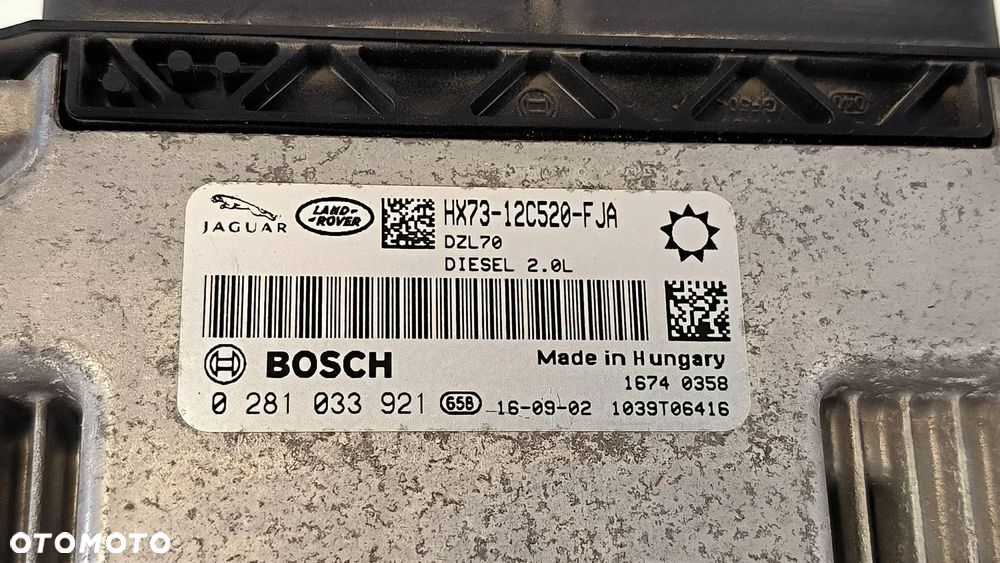 JAGUAR
LAND-
-ROVER
HX73-12C520-FJA
DZL70
DIESEL 2.0L
BOSCH
Made in Hungary
1674 0358
0 281 033 921 658 16-09-02 1039T06416
OTOMOTO